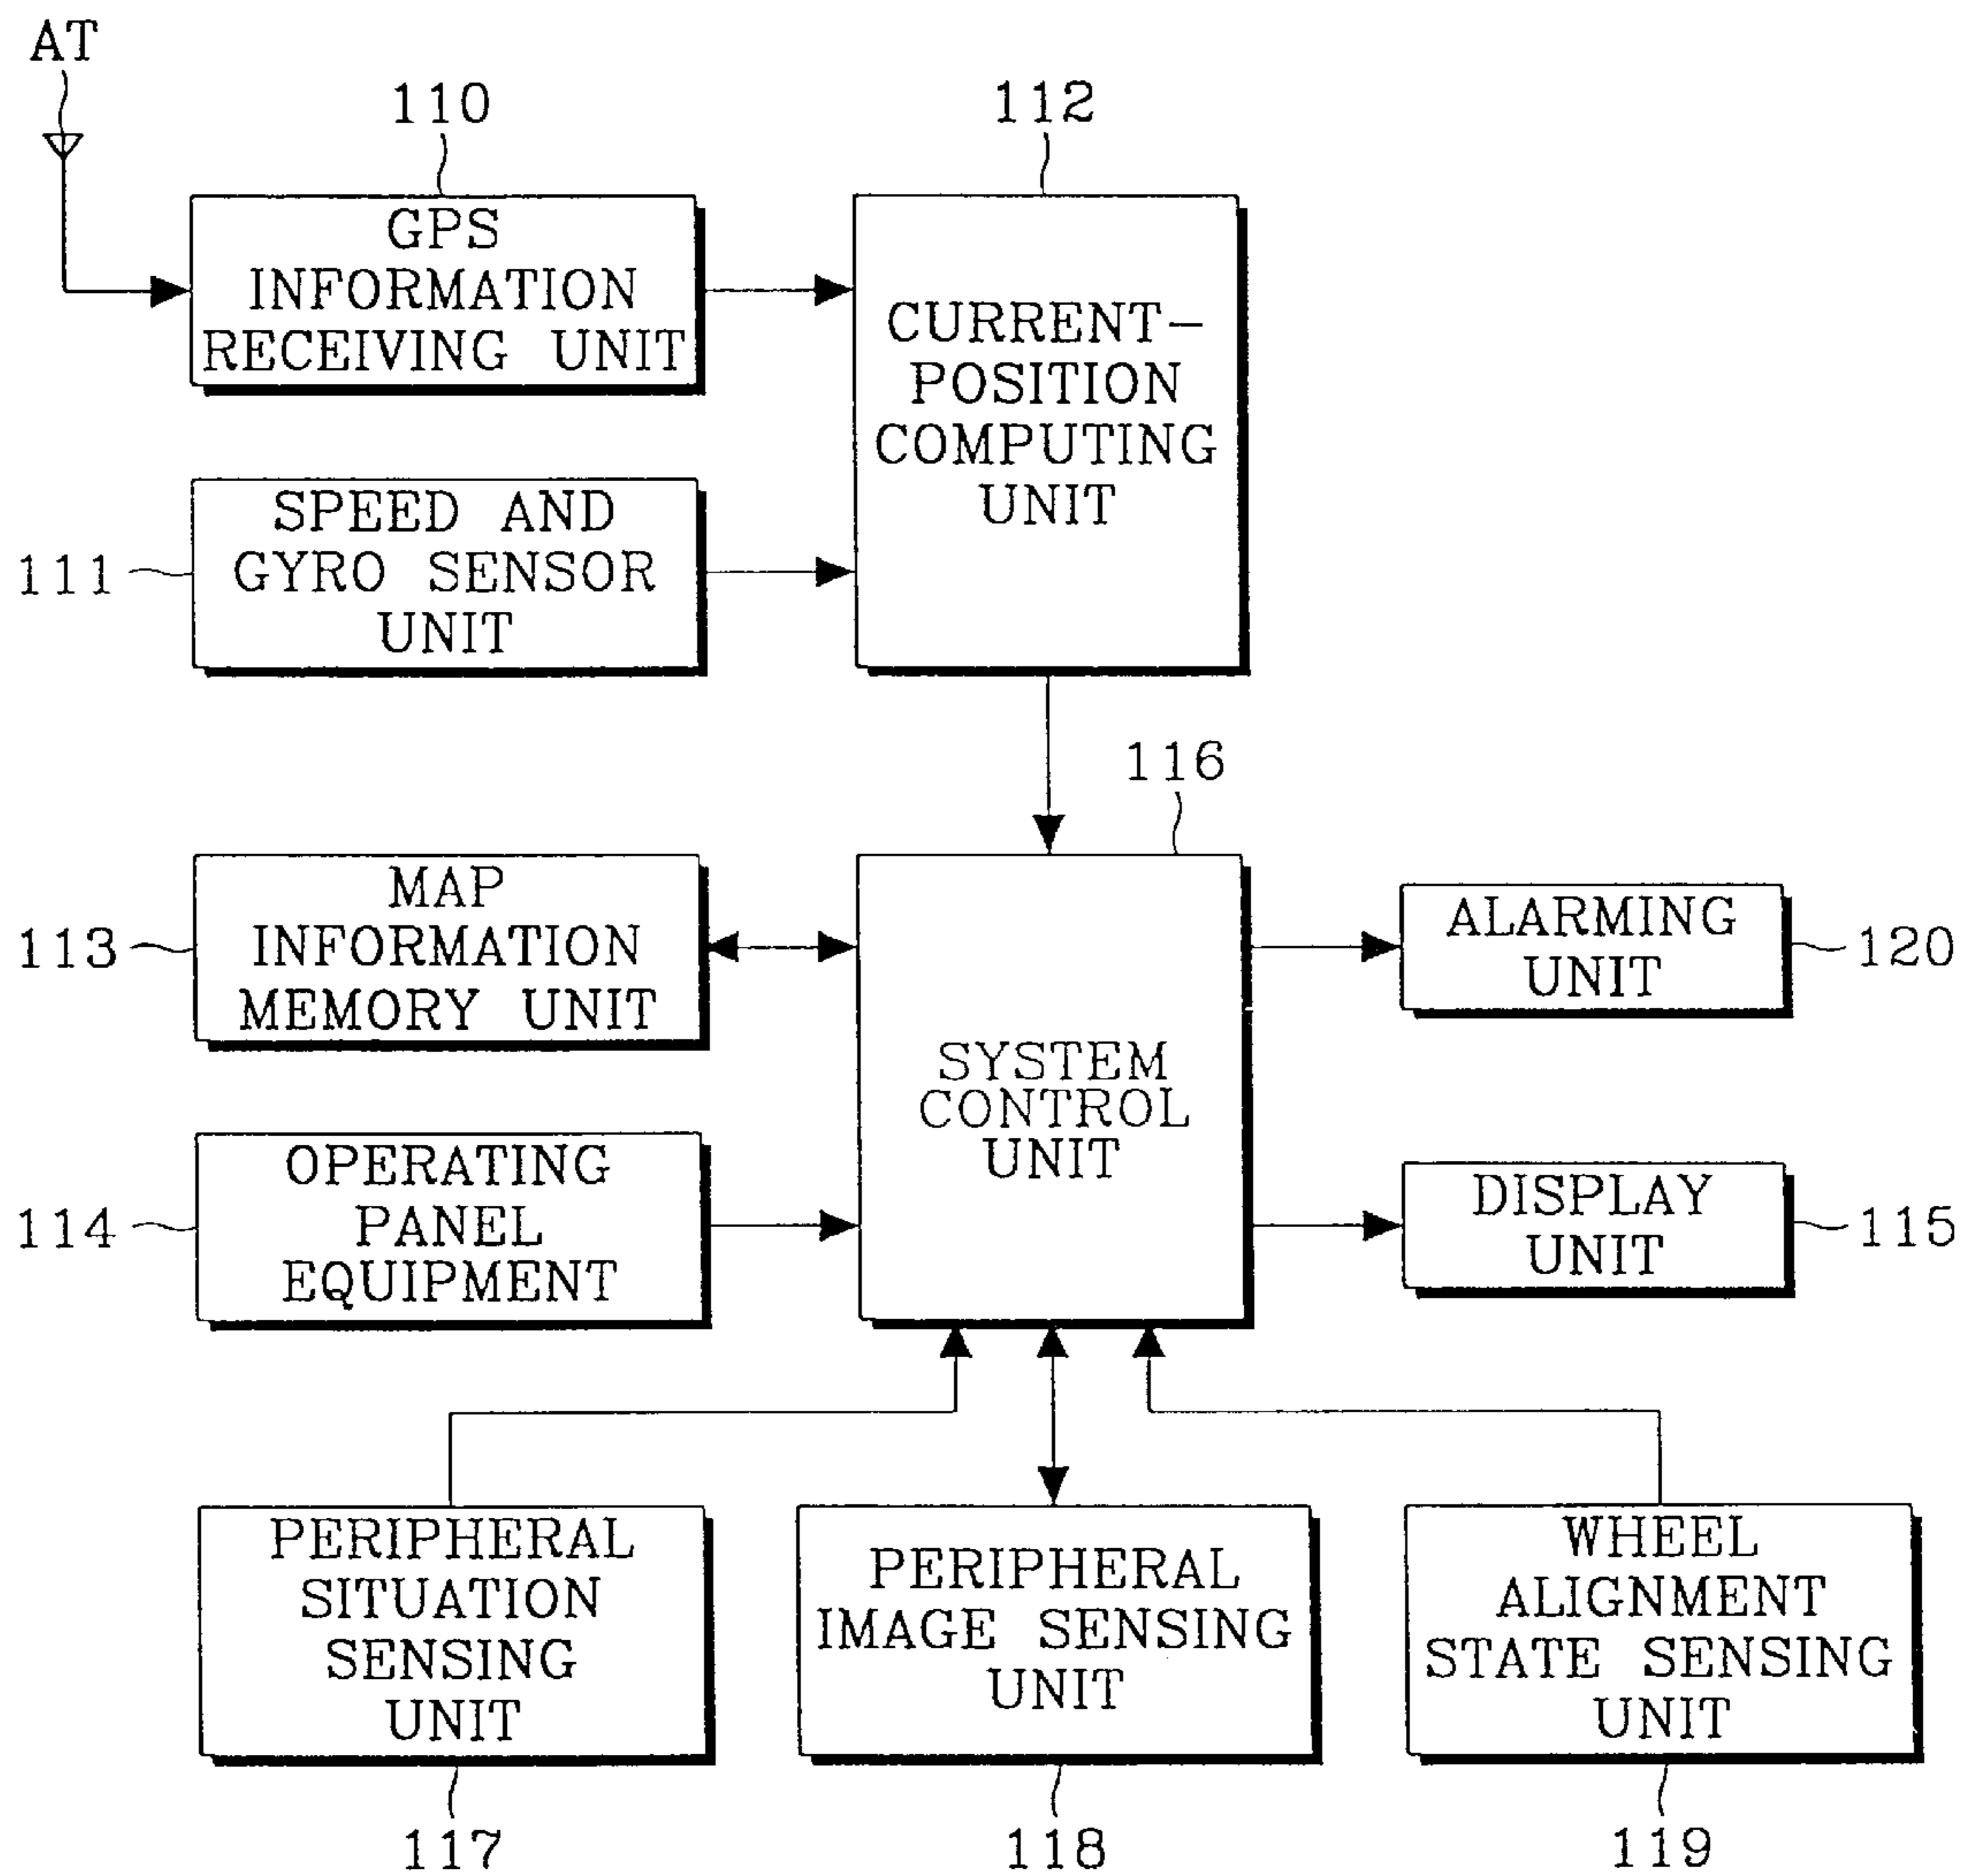 AT
110
GPS
INFORMATION
RECEIVING UNIT
112
CURRENT-
POSITION
COMPUTING
UNIT
111
SPEED AND
GYRO SENSOR
UNIT
116
SYSTEM
CONTROL
UNIT
113
MAP
INFORMATION
MEMORY UNIT
ALARMING
UNIT
120
114
OPERATING
PANEL
EQUIPMENT
DISPLAY
UNIT
115
PERIPHERAL
SITUATION
SENSING
UNIT
117
PERIPHERAL
IMAGE SENSING
UNIT
118
WHEEL
ALIGNMENT
STATE SENSING
UNIT
119